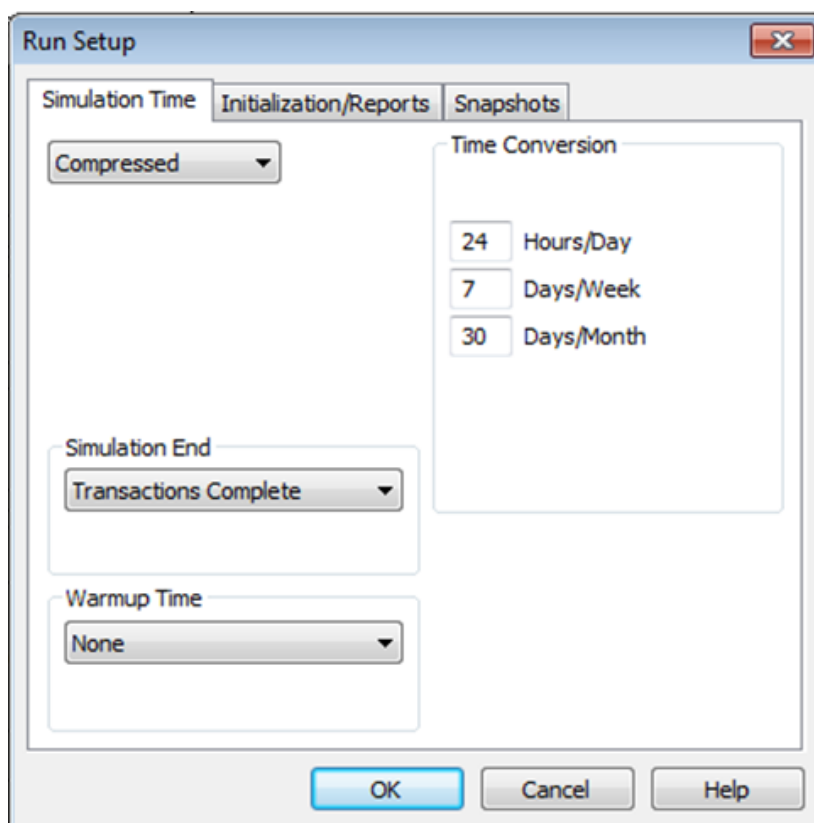 Run Setup
Simulation Time Initialization/Reports Snapshots
Compressed
Time Conversion
24 Hours/Day
7 Days/Week
30 Days/Month
Simulation End
Transactions Complete
Warmup Time
None
OK Cancel Help